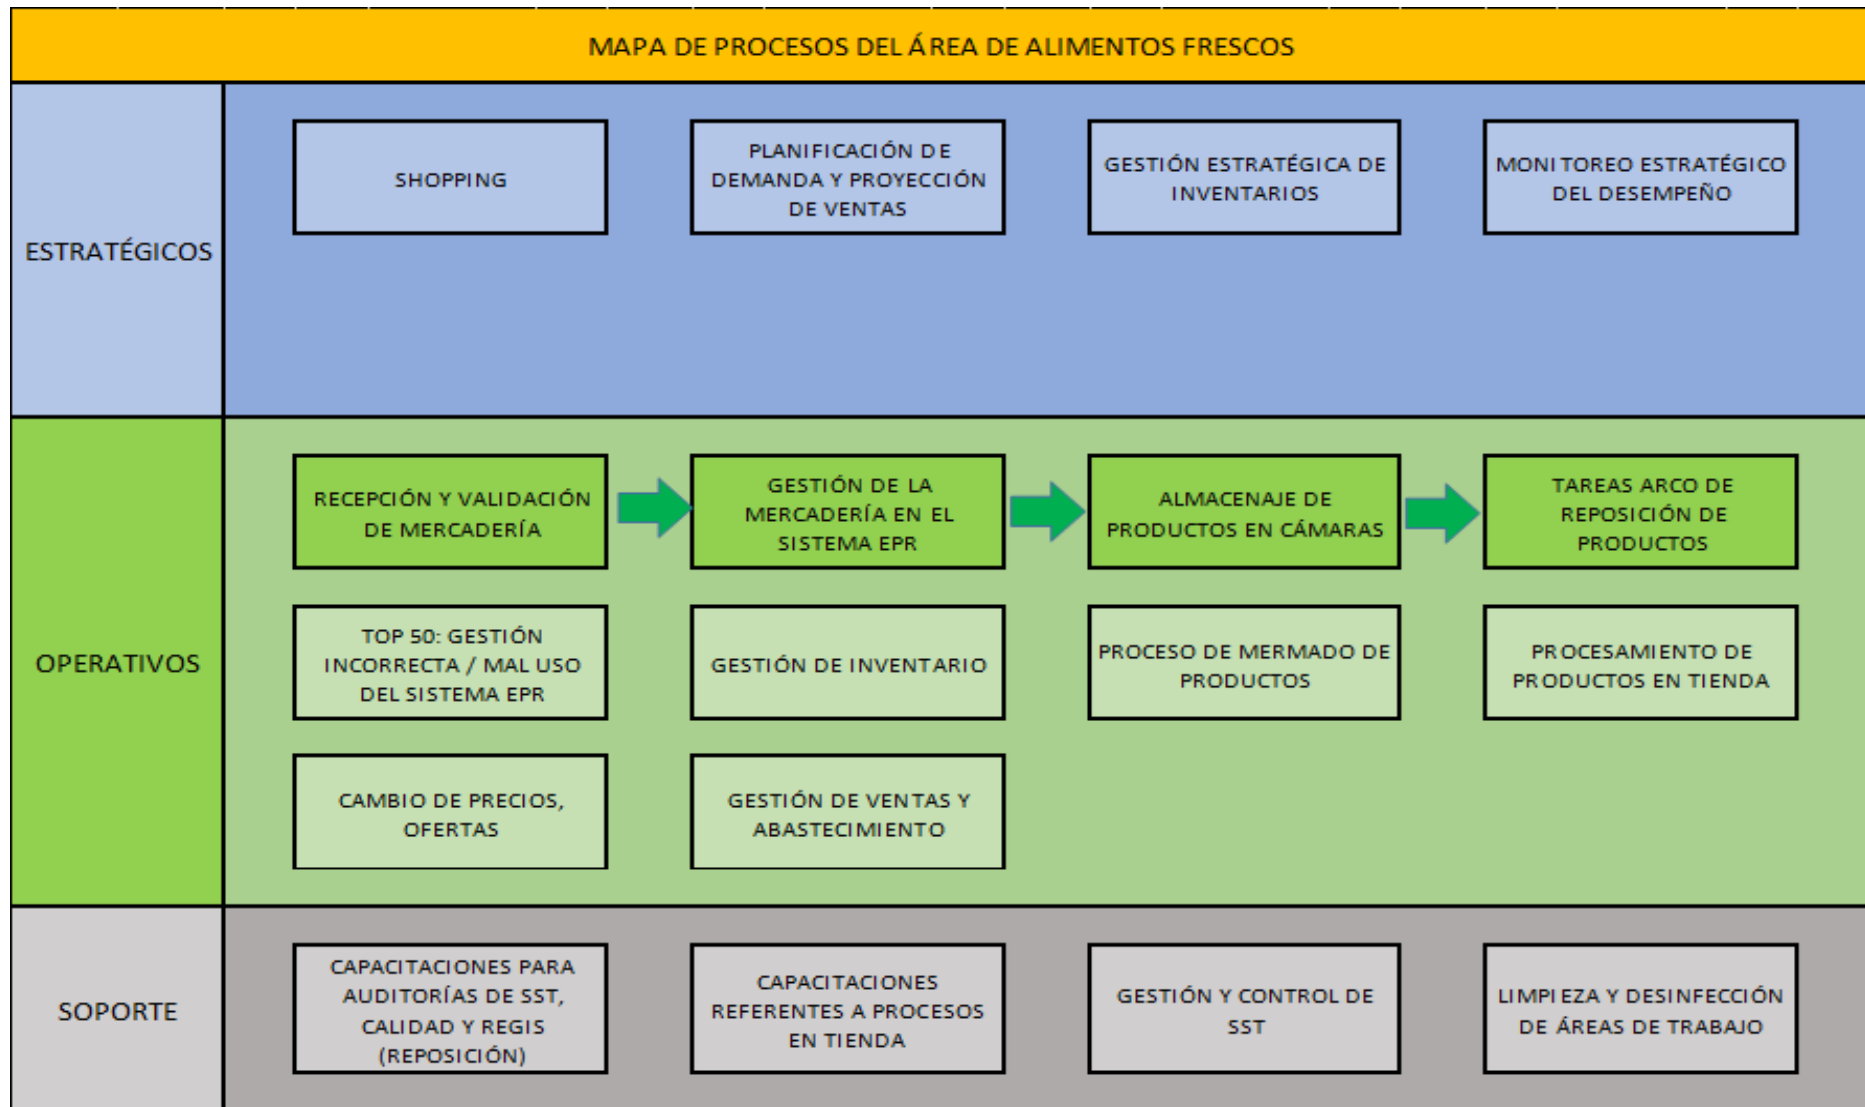 MAPA DE PROCESOS DEL ÁREA DE ALIMENTOS FRESCOS
ESTRATÉGICOS
SHOPPING
PLANIFICACIÓN DE
DEMANDA Y PROYECCIÓN
DE VENTAS
GESTIÓN ESTRATÉGICA DE
INVENTARIOS
MONITOREO ESTRATÉGICO
DEL DESEMPEÑO
OPERATIVOS
RECEPCIÓN Y VALIDACIÓN
DE MERCADERÍA
GESTIÓN DE LA
MERCADERÍA EN EL
SISTEMA EPR
ALMACENAJE DE
PRODUCTOS EN CÁMARAS
TAREAS ARCO DE
REPOSICIÓN DE
PRODUCTOS
TOP 50: GESTIÓN
INCORRECTA / MAL USO
DEL SISTEMA EPR
GESTIÓN DE INVENTARIO
PROCESO DE MERMADO DE
PRODUCTOS
PROCESAMIENTO DE
PRODUCTOS EN TIENDA
CAMBIO DE PRECIOS,
OFERTAS
GESTIÓN DE VENTAS Y
ABASTECIMIENTO
SOPORTE
CAPACITACIONES PARA
AUDITORÍAS DE SST,
CALIDAD Y REGIS
(REPOSICIÓN)
CAPACITACIONES
REFERENTES A PROCESOS
EN TIENDA
GESTIÓN Y CONTROL DE
SST
LIMPIEZA Y DESINFECCIÓN
DE ÁREAS DE TRABAJO